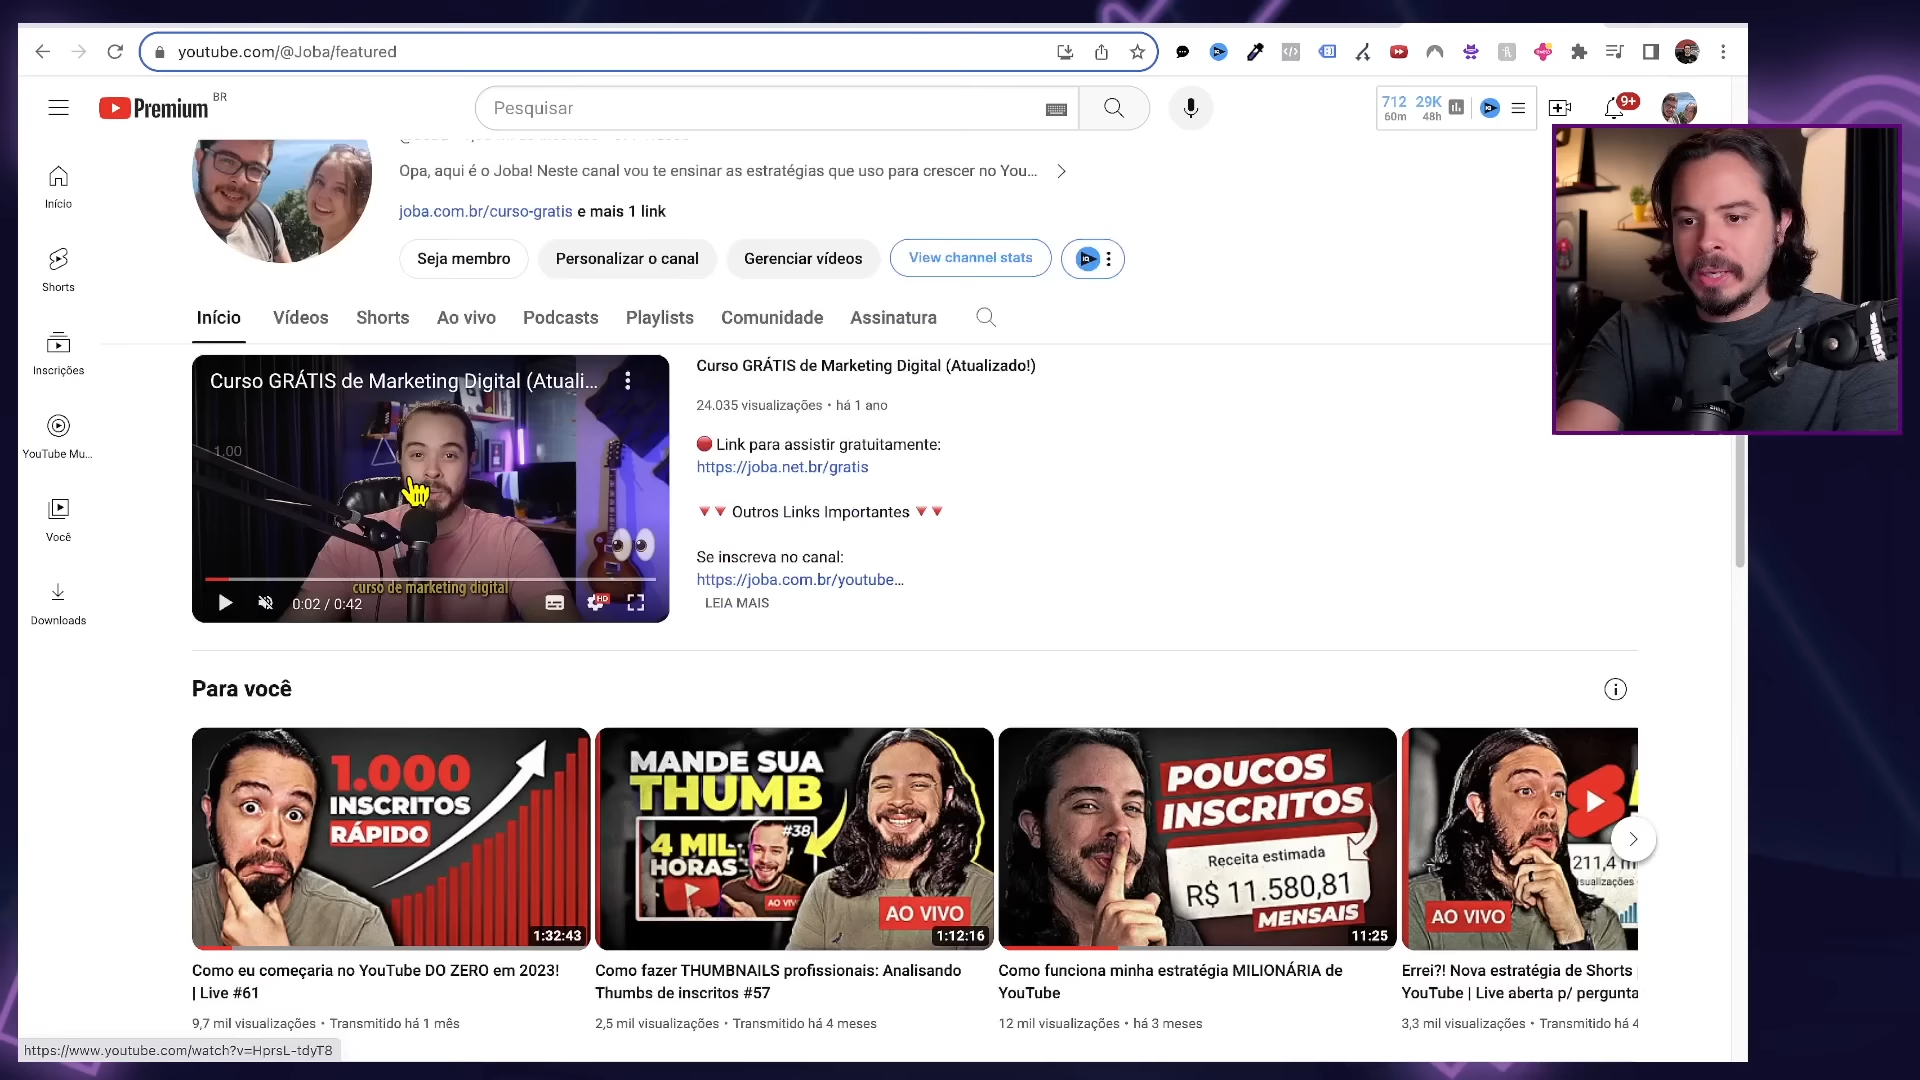 youtube.com/@Joba/featured
Premium BR
Pesquisar
712 29K
60m 48h
9+
Opa, aqui é o Joba! Neste canal vou te ensinar as estratégias que uso para crescer no You...
joba.com.br/curso-gratis e mais 1 link
Seja membro
Personalizar o canal
Gerenciar vídeos
View channel stats
Início
Shorts
Inscrições
YouTube Mu...
Você
Downloads
Início Vídeos Shorts Ao vivo Podcasts Playlists Comunidade Assinatura
Curso GRÁTIS de Marketing Digital (Atuali...
1.00
curso de marketing digital
0:02 / 0:42
HD
Curso GRÁTIS de Marketing Digital (Atualizado!)
24.035 visualizações • há 1 ano
Link para assistir gratuitamente:
https://joba.net.br/gratis
Outros Links Importantes
Se inscreva no canal:
https://joba.com.br/youtube...
LEIA MAIS
Para você
1.000
INSCRITOS
RÁPIDO
1:32:43
Como eu começaria no YouTube DO ZERO em 2023!
| Live #61
9,7 mil visualizações • Transmitido há 1 mês
MANDE SUA
THUMB
#38
4 MIL
HORAS
AO VIVO
AO VIVO
1:12:16
Como fazer THUMBNAILS profissionais: Analisando
Thumbs de inscritos #57
2,5 mil visualizações • Transmitido há 4 meses
POUCOS
INSCRITOS
Receita estimada
R$ 11.580,81
MENSAIS
11:25
Como funciona minha estratégia MILIONÁRIA de
YouTube
12 mil visualizações • há 3 meses
211,4 m
AO VIVO
Errei?! Nova estratégia de Shorts
YouTube | Live aberta p/ pergunta
3,3 mil visualizações • Transmitido há 4
https://www.youtube.com/watch?v=HprsL-tdyT8